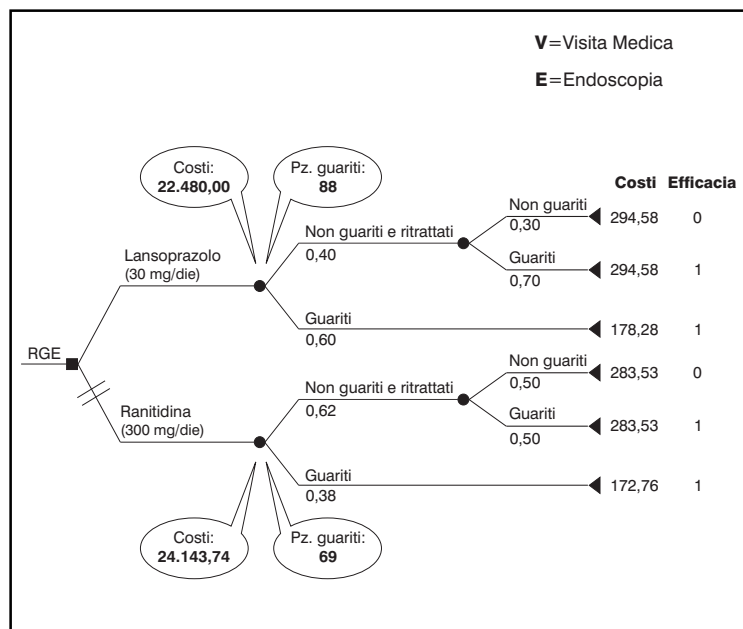 V=Visita Medica
E=Endoscopia
Costi:
22.480,00
Pz. guariti:
88
Costi Efficacia
Non guariti
0,30
294,58 0
Non guariti e ritrattati
0,40
Guariti
0,70
294,58 1
Lansoprazolo
(30 mg/die)
Guariti
0,60
178,28 1
RGE
Non guariti
0,50
283,53 0
Non guariti e ritrattati
0,62
Guariti
0,50
283,53 1
Ranitidina
(300 mg/die)
Guariti
0,38
172,76 1
Costi:
24.143,74
Pz. guariti:
69